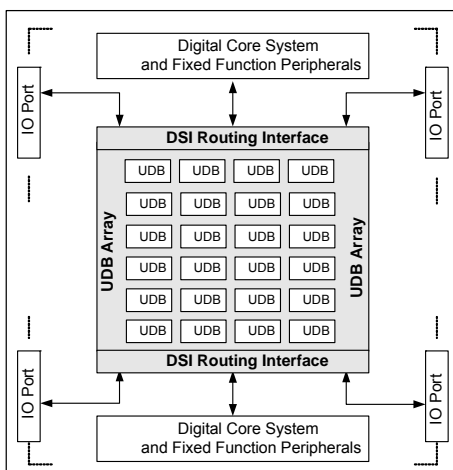 Digital Core System
and Fixed Function Peripherals
IO Port
IO Port
DSI Routing Interface
UDB Array
UDB UDB UDB UDB
UDB UDB UDB UDB
UDB UDB UDB UDB
UDB UDB UDB UDB
UDB UDB UDB UDB
UDB UDB UDB UDB
UDB Array
DSI Routing Interface
IO Port
IO Port
Digital Core System
and Fixed Function Peripherals